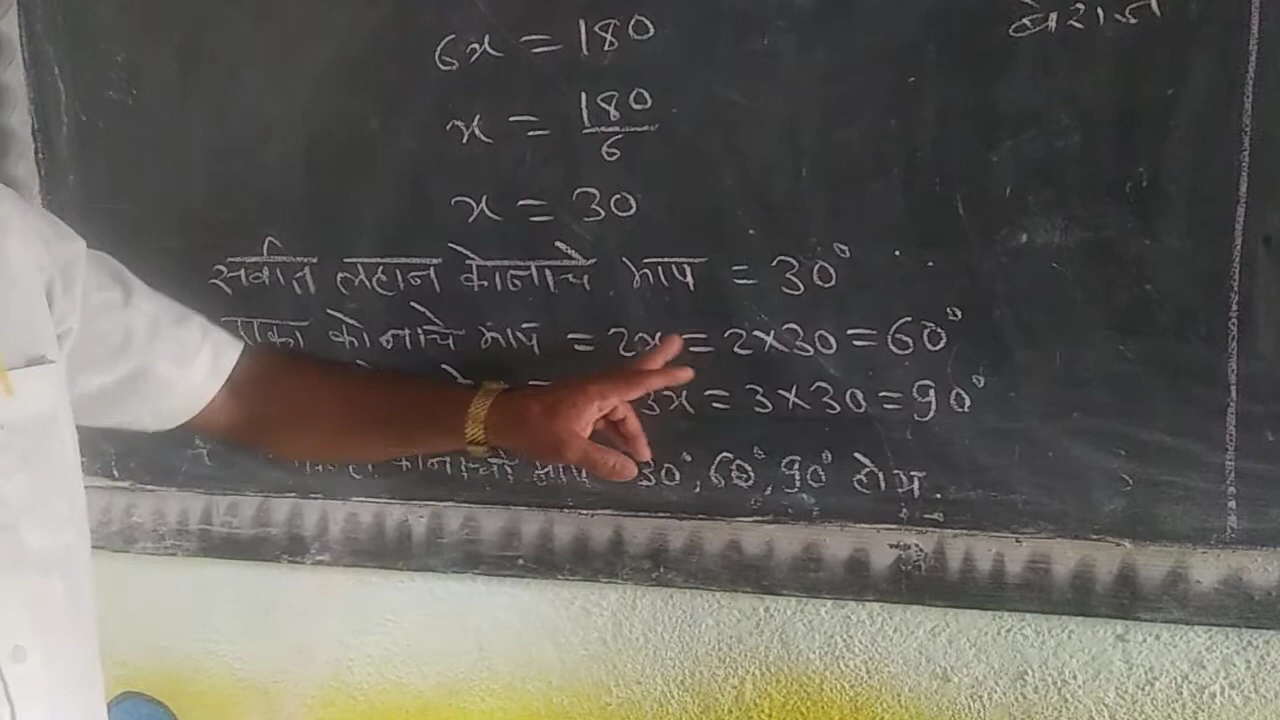 बेरीज
6x = 180
x = 180/6
x = 30
सर्वात लहान कोनाचे माप = 30°
एका कोनाचे माप = 2x = 2×30 = 60°
3x = 3×30 = 90°
कोनांची माप 30°, 60°, 90° होय.